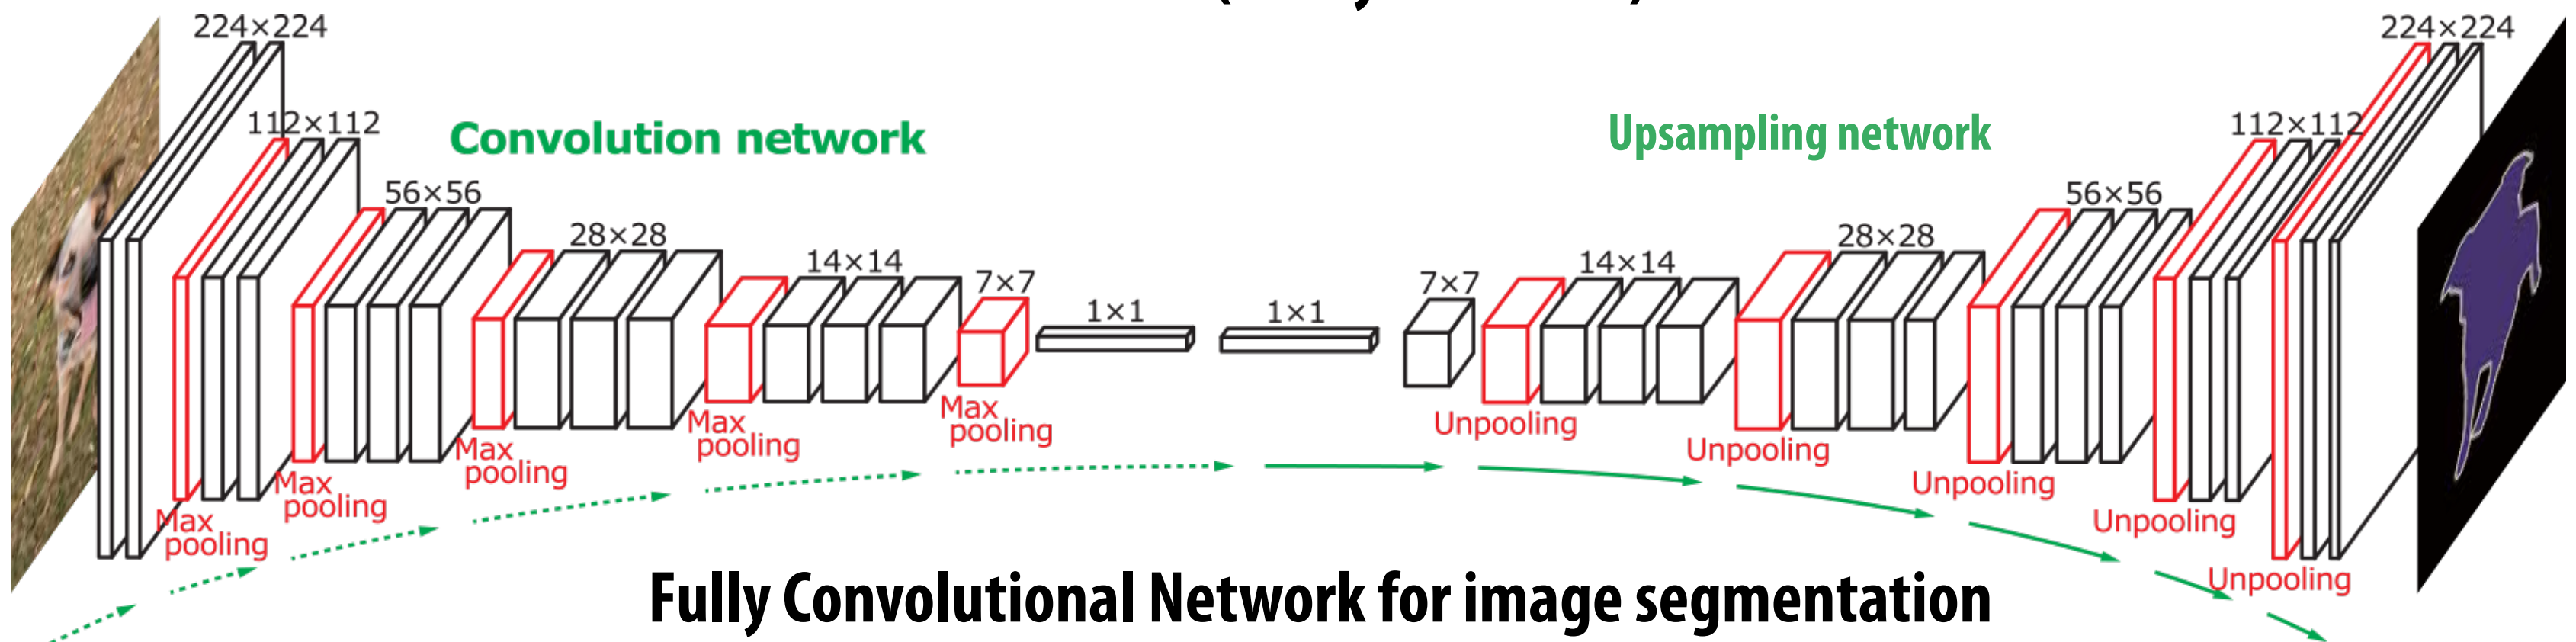 224×224
112×112
Convolution network
56×56
28×28
14×14
7×7
1×1
1×1
7×7
14×14
28×28
56×56
112×112
224×224
Upsampling network
Max
pooling
Max
pooling
Max
pooling
Max
pooling
Max
pooling
Unpooling
Unpooling
Unpooling
Unpooling
Unpooling
Fully Convolutional Network for image segmentation